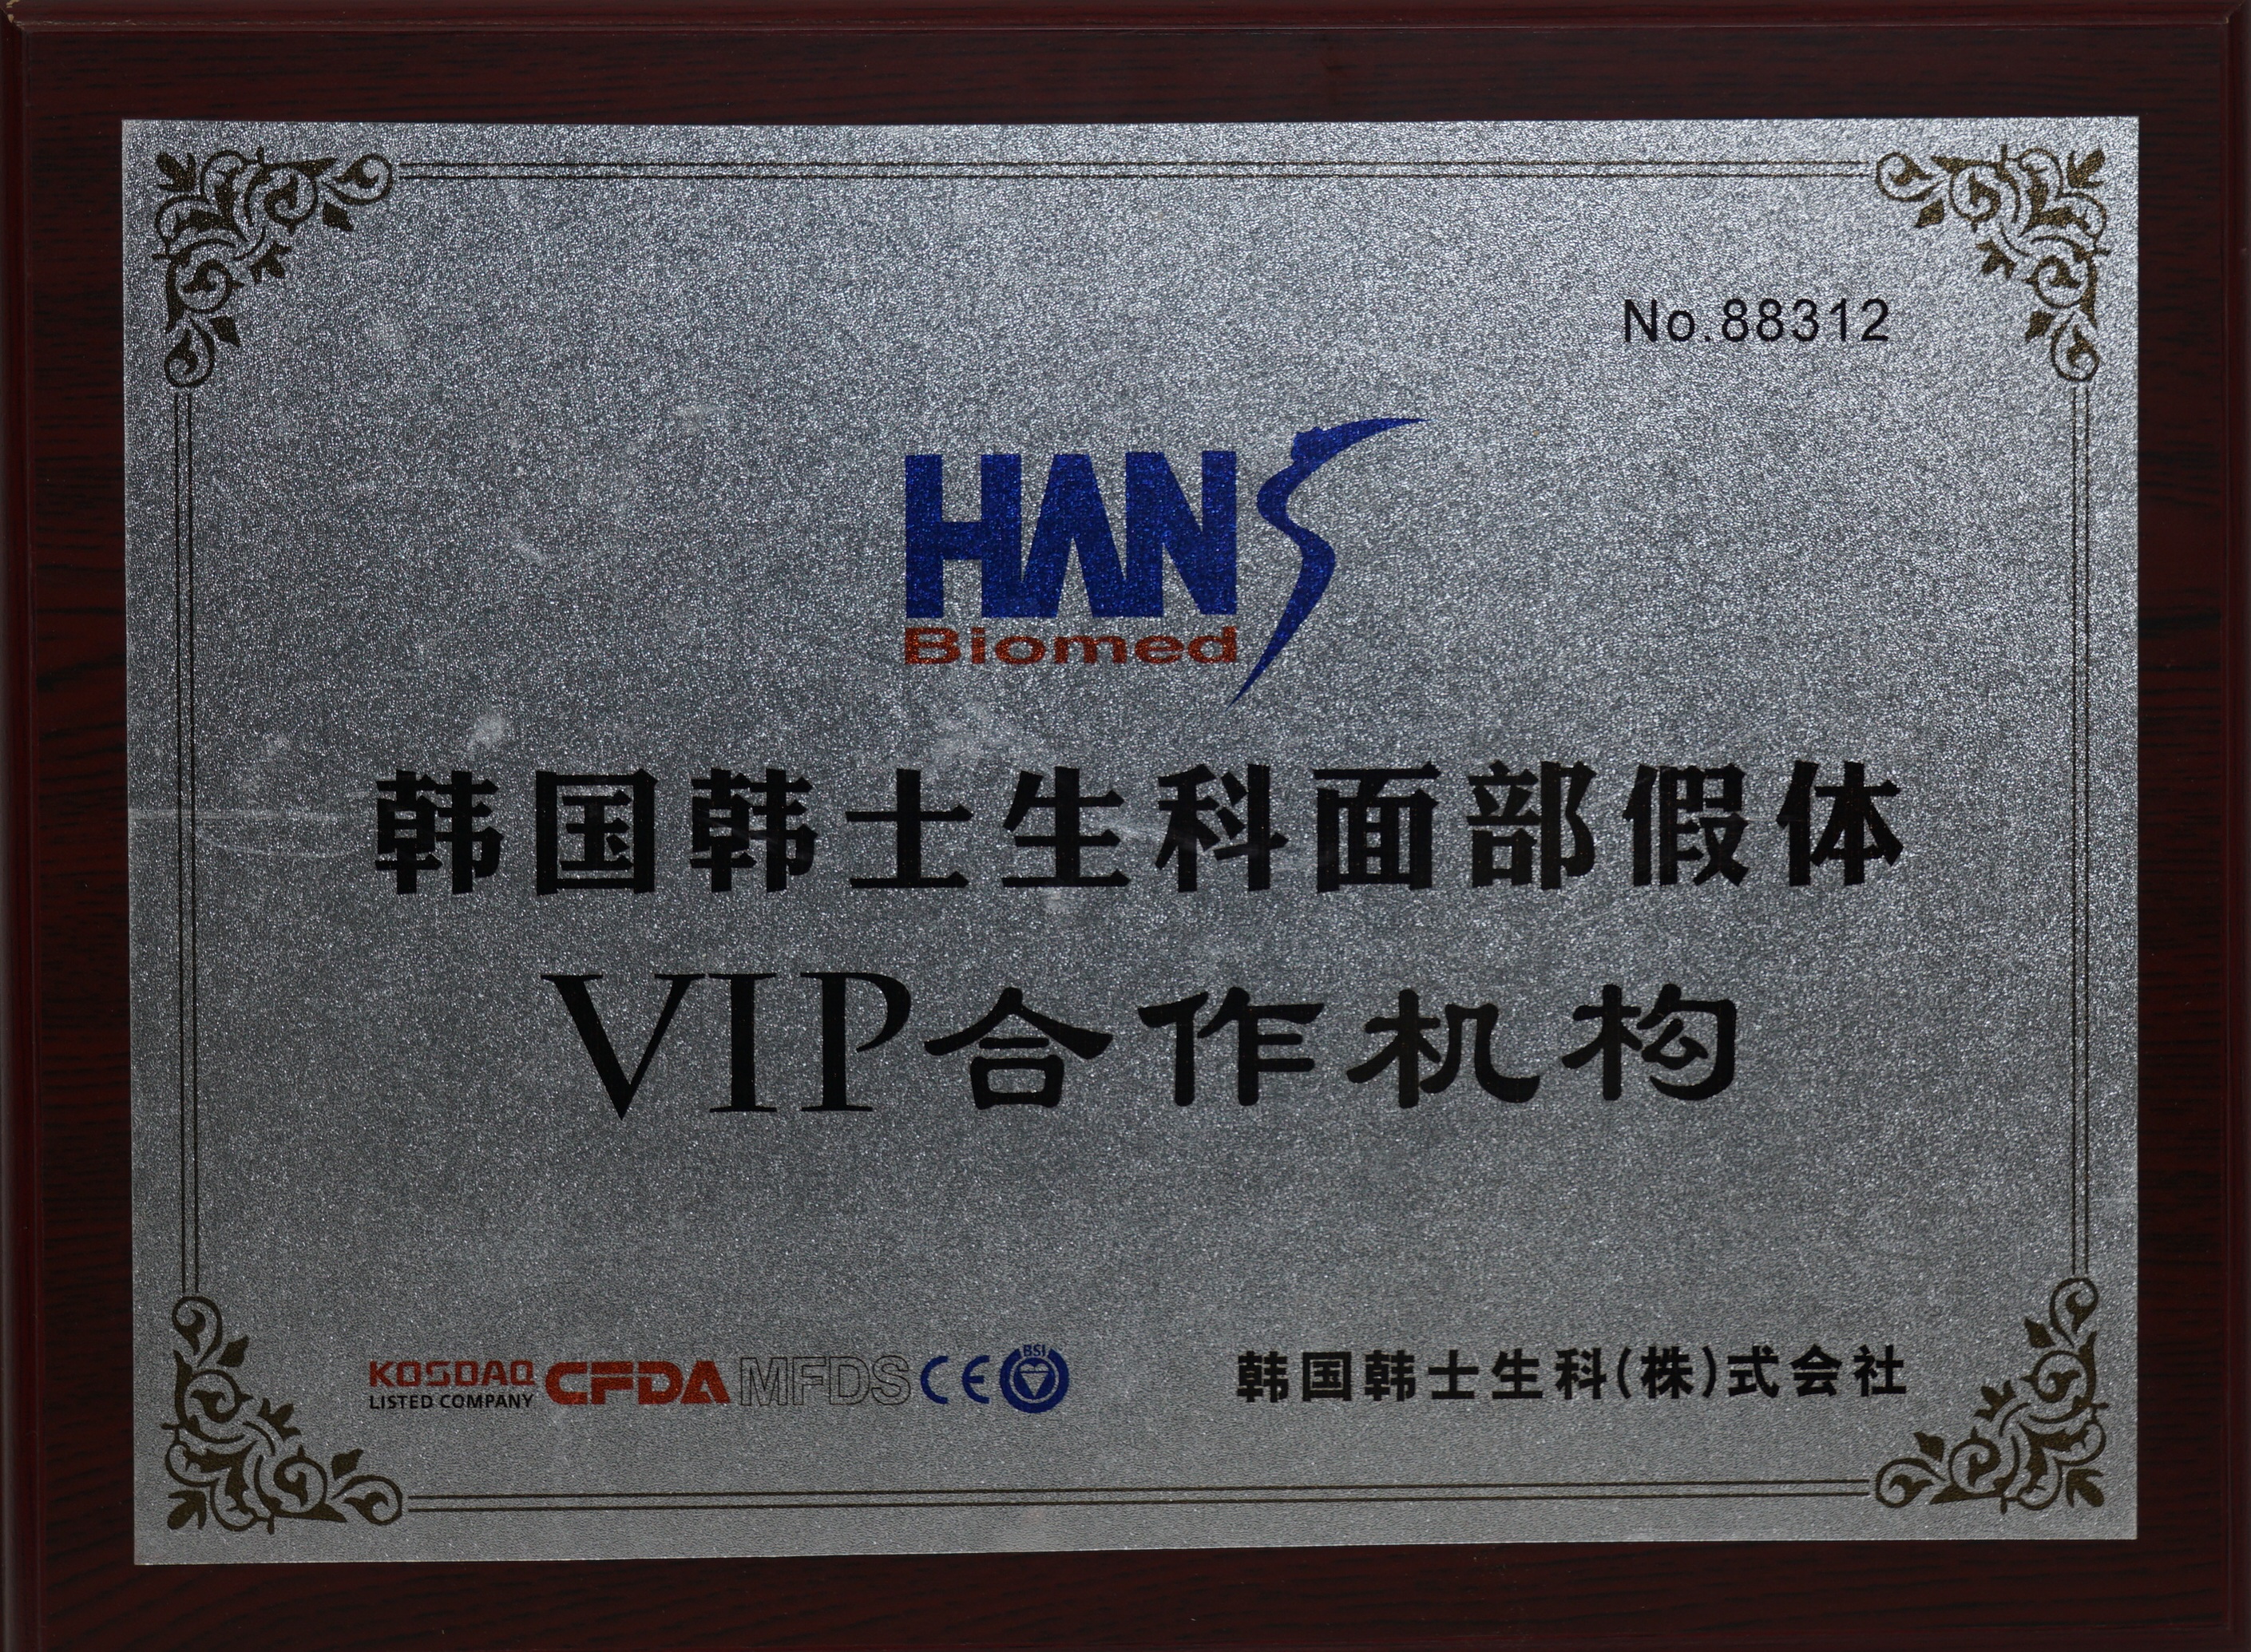 No.88312
HANS
Biomed
韩国韩士生科面部假体
VIP合作机构
KOSDAQ CFDA MFDS CE BSI
LISTED COMPANY
韩国韩士生科(株)式会社